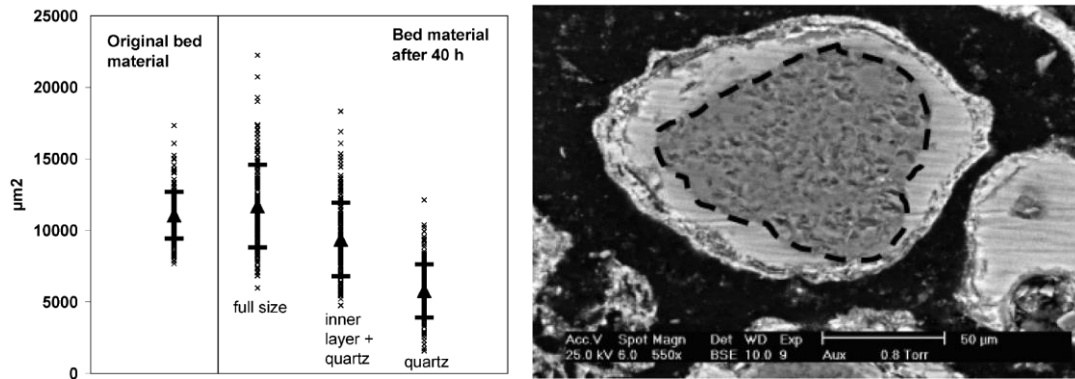 25000
20000
15000
10000
5000
0
µm2
Original bed
material
Bed material
after 40 h
full size
inner
layer +
quartz
quartz
Acc.V Spot Magn Det WD Exp 50 µm
25.0 kV 6.0 550x BSE 10.0 9 Aux 0.8 Torr